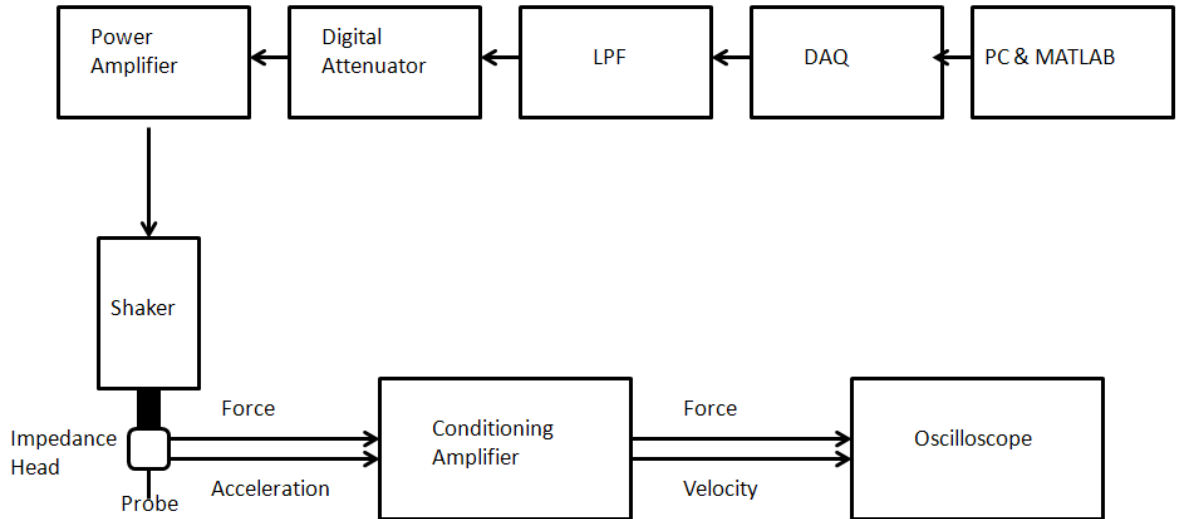 Power
Amplifier
Digital
Attenuator
LPF
DAQ
PC & MATLAB
Shaker
Impedance
Head
Probe
Force
Acceleration
Conditioning
Amplifier
Force
Velocity
Oscilloscope